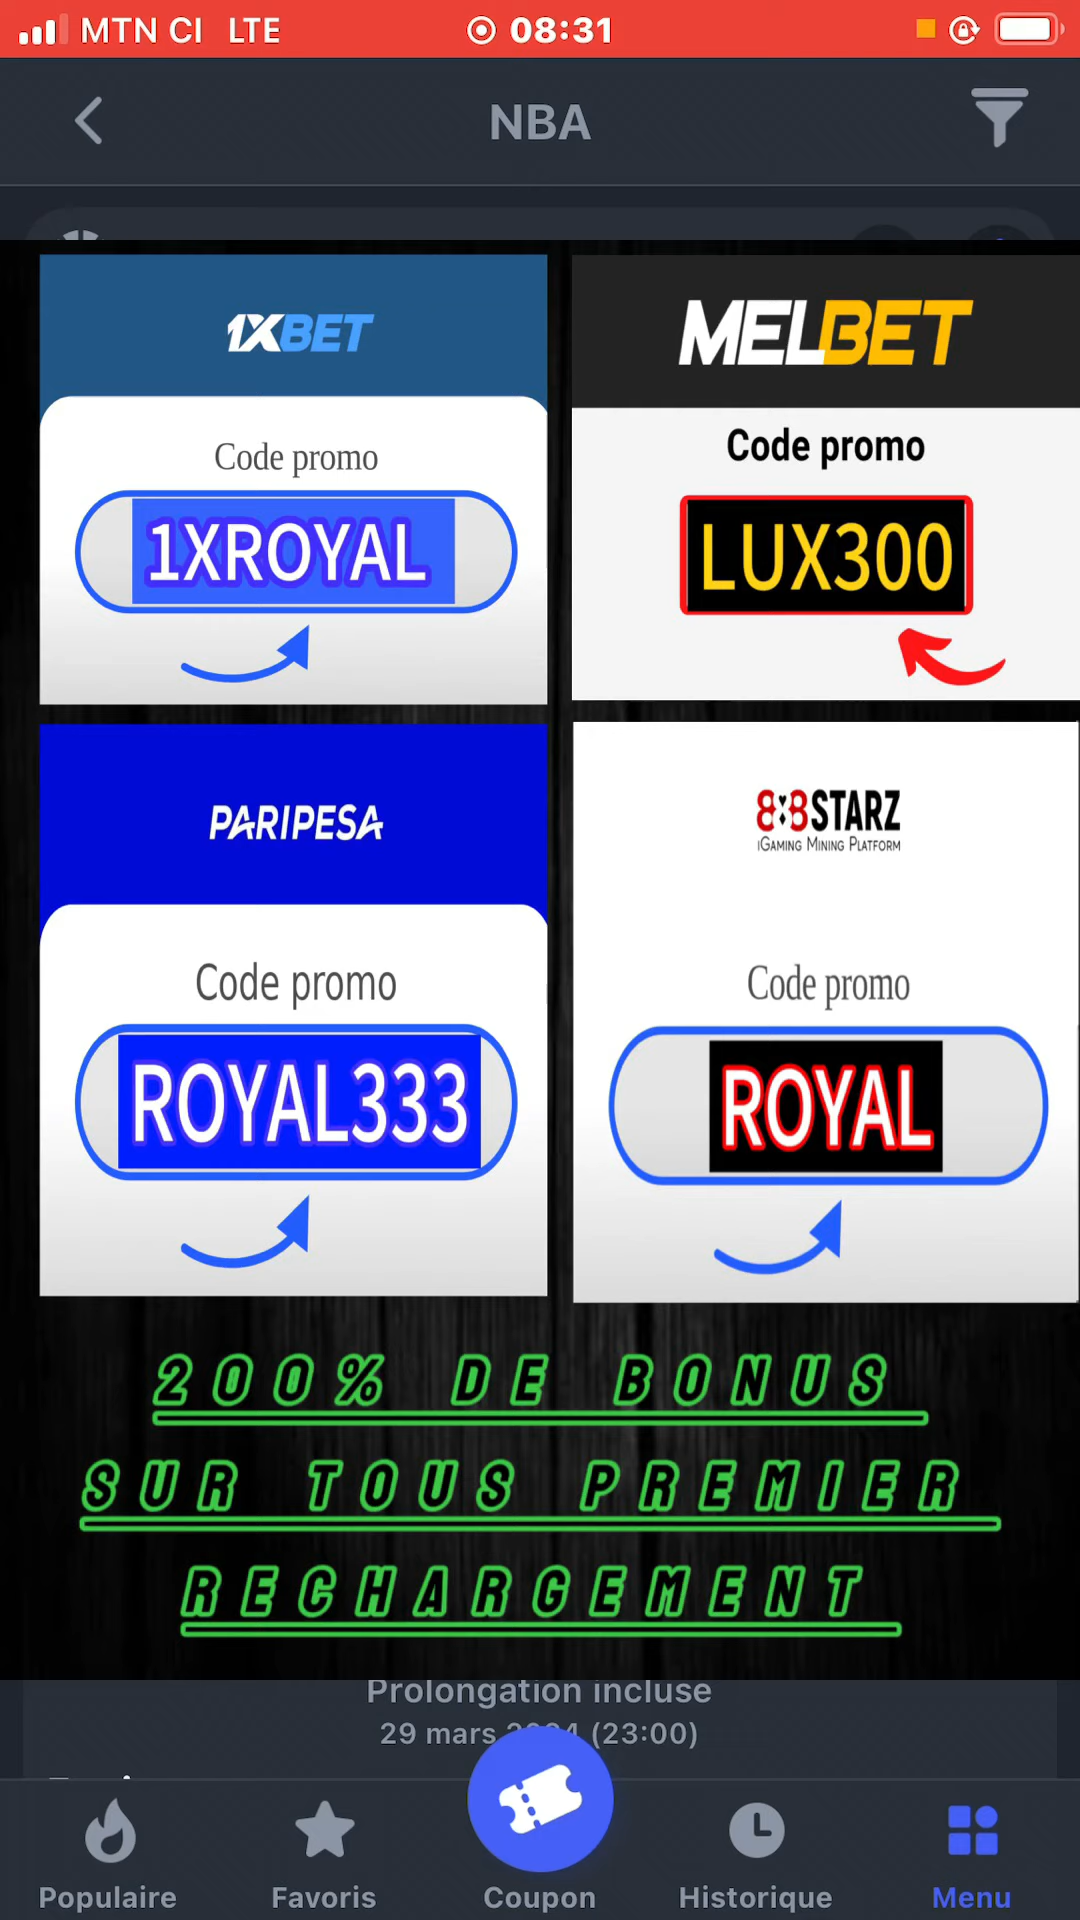 MTN CI LTE 08:31
NBA
1XBET
Code promo
1XROYAL
MELBET
Code promo
LUX300
PARIPESA
Code promo
ROYAL333
888STARZ
iGaming Mining Platform
Code promo
ROYAL
200% DE BONUS
SUR TOUS PREMIER
RECHARGEMENT
Prolongation incluse
29 mars 2024 (23:00)
Populaire
Favoris
Coupon
Historique
Menu